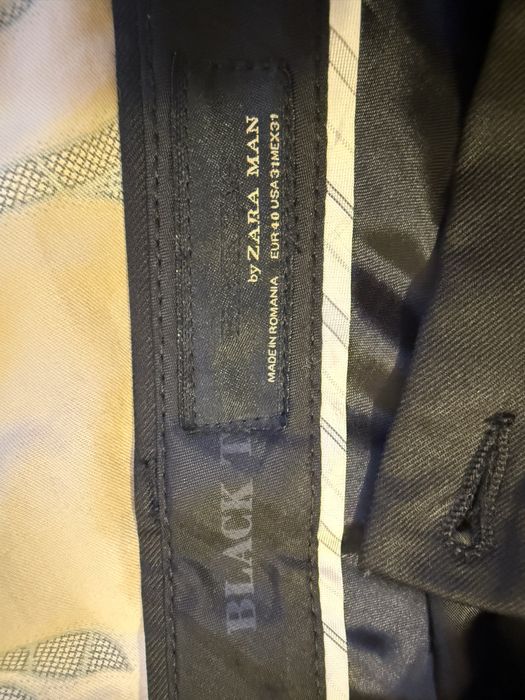 by ZARA MAN
MADE IN ROMANIA EUR 40 USA 31 MEX 31
BLACK T